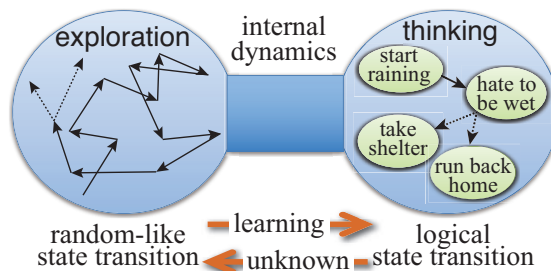 exploration
internal
dynamics
thinking
start
raining
hate to
be wet
take
shelter
run back
home
random-like
state transition
learning
unknown
logical
state transition